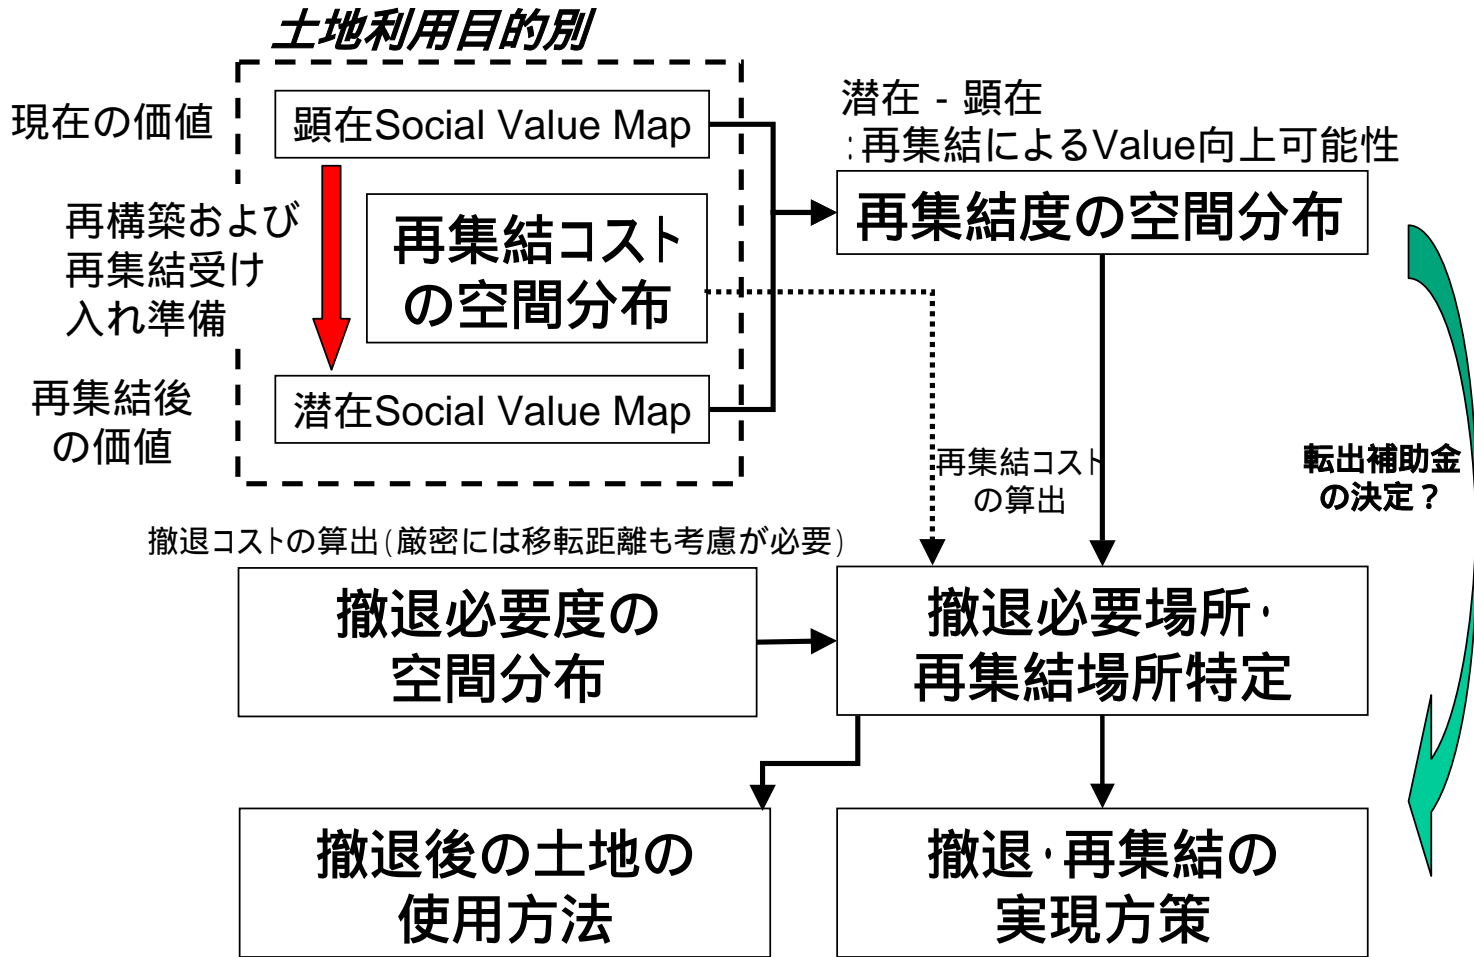 土地利用目的別
現在の価値
顕在Social Value Map
潜在 - 顕在
:再集結によるValue向上可能性
再構築および
再集結受け
入れ準備
再集結コスト
の空間分布
再集結度の空間分布
再集結後
の価値
潜在Social Value Map
再集結コスト
の算出
転出補助金
の決定？
撤退コストの算出(厳密には移転距離も考慮が必要)
撤退必要度の
空間分布
撤退必要場所・
再集結場所特定
撤退後の土地の
使用方法
撤退・再集結の
実現方策